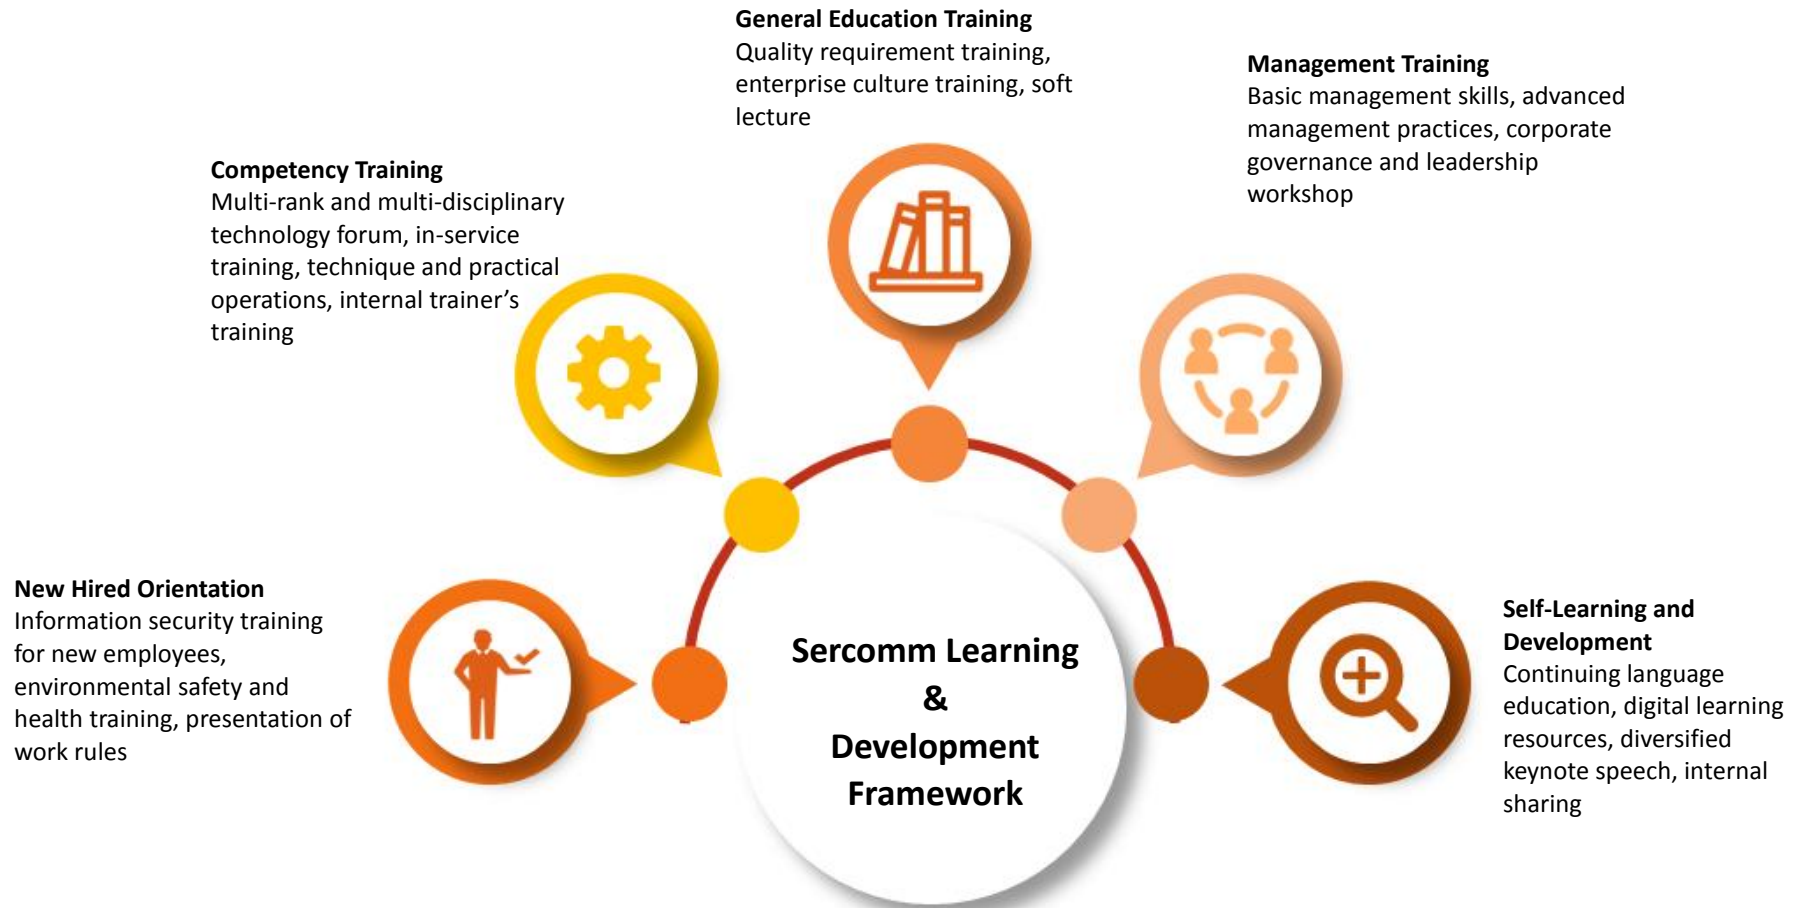 General Education Training
Quality requirement training,
enterprise culture training, soft
lecture
Management Training
Basic management skills, advanced
management practices, corporate
governance and leadership
workshop
Competency Training
Multi-rank and multi-disciplinary
technology forum, in-service
training, technique and practical
operations, internal trainer’s
training
New Hired Orientation
Information security training
for new employees,
environmental safety and
health training, presentation of
work rules
Sercomm Learning
&
Development
Framework
Self-Learning and
Development
Continuing language
education, digital learning
resources, diversified
keynote speech, internal
sharing